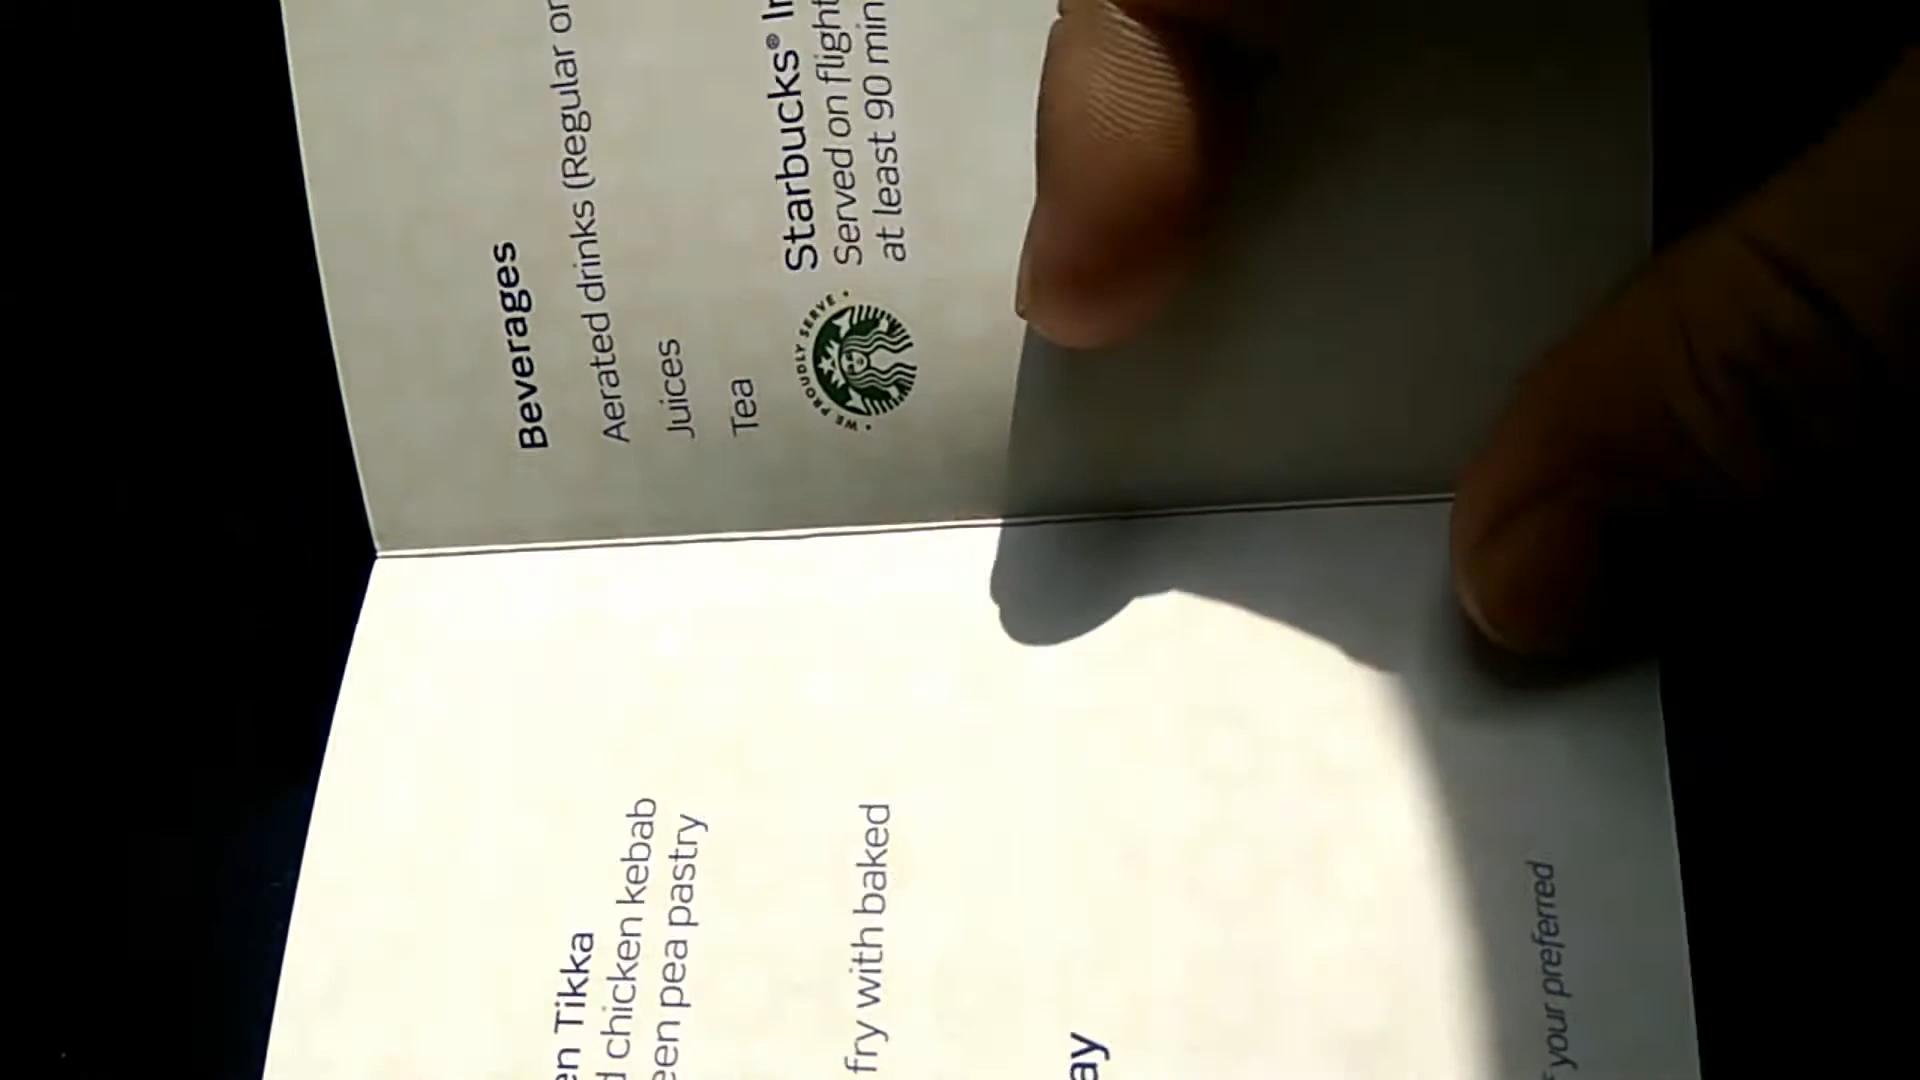 en Tikka
chicken kebab
een pea pastry
fry with baked
ay
your preferred
Beverages
Aerated drinks (Regular or
Juices
Tea
WE PROUDLY SERVE
Starbucks® In
Served on flight
at least 90 min